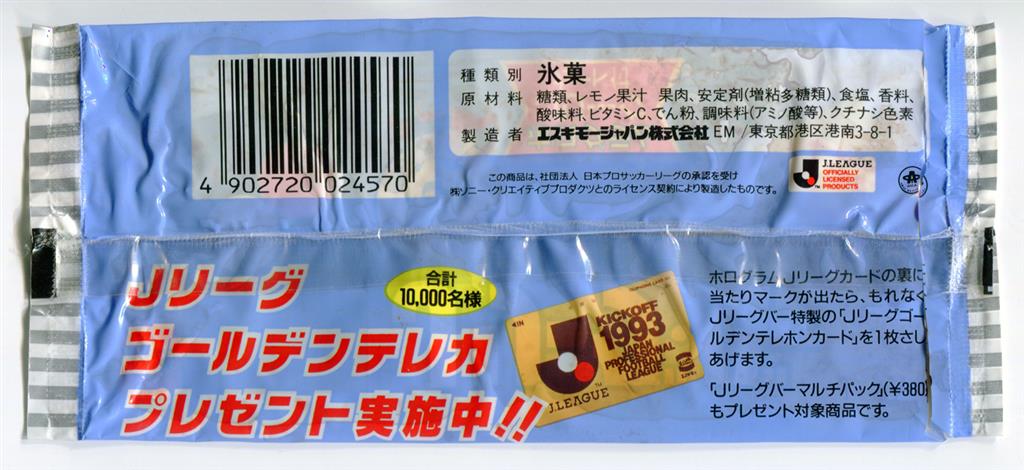 種類別 氷菓
原材料 糖類、レモン果汁 果肉、安定剤(増粘多糖類)、食塩、香料、
酸味料、ビタミンC、でん粉、調味料(アミノ酸等)、クチナシ色素
製造者 エスキモージャパン株式会社 EM /東京都港区港南3-8-1
4 902720 024570
この商品は、社団法人 日本プロサッカーリーグの承認を受け
㈱ソニー・クリエイティブプロダクツとのライセンス契約により製造したものです。
J.LEAGUE
OFFICIALLY
LICENSED
PRODUCTS
Jリーグ
ゴールデンテレカ
プレゼント実施中!!
合計
10,000名様
KICKOFF
1993
JAPAN
PROFESSIONAL
FOOTBALL
LEAGUE
J.LEAGUE
ホログラムJリーグカードの裏に
当たりマークが出たら、もれなく
Jリーグバー特製の「Jリーグゴー
ルデンテレホンカード」を1枚さし
あげます。
「Jリーグバーマルチパック」(¥380)
もプレゼント対象商品です。